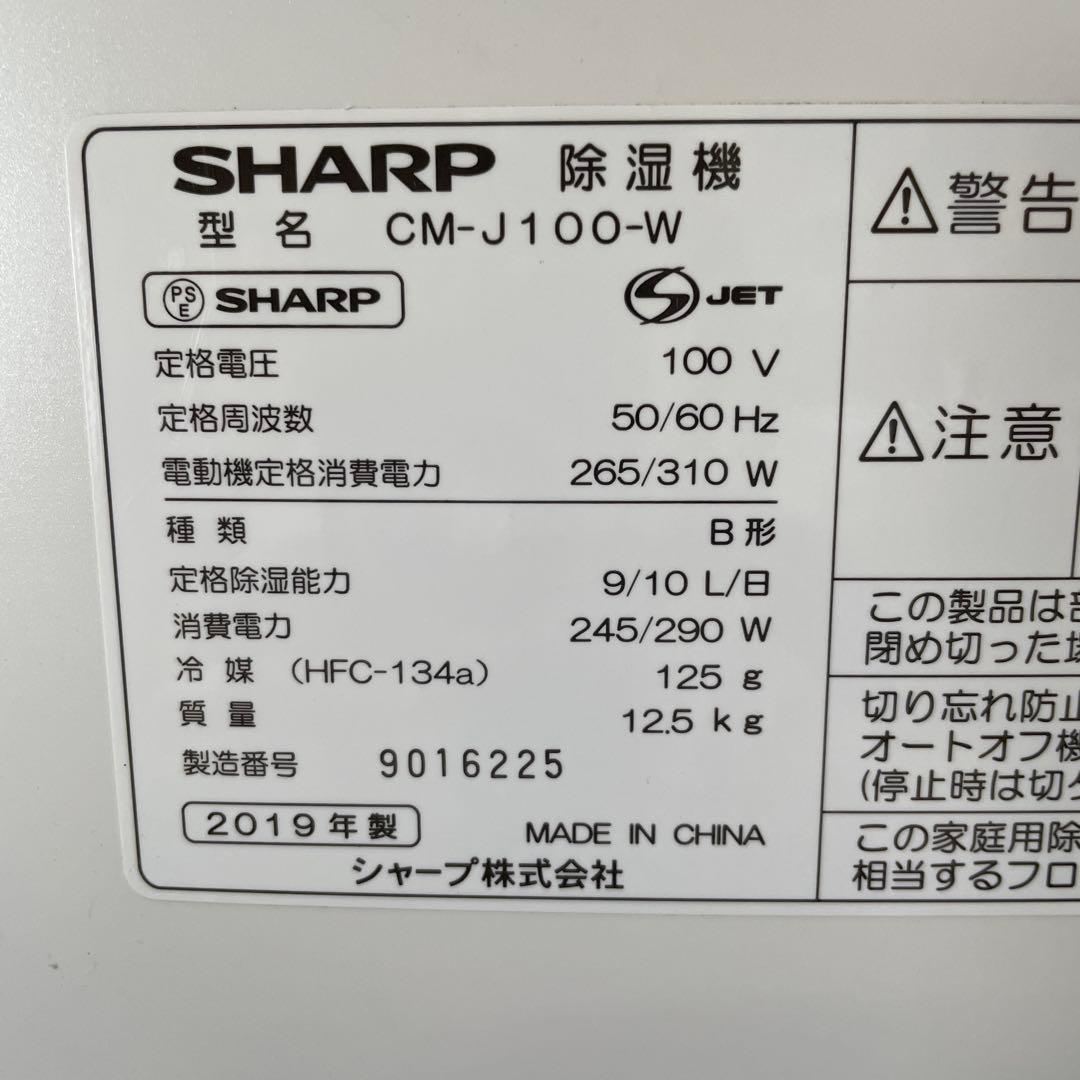 SHARP 除湿機
型名 CM-J100-W
PSE SHARP
S JET
定格電圧 100 V
定格周波数 50/60 Hz
電動機定格消費電力 265/310 W
種類 B形
定格除湿能力 9/10 L/日
消費電力 245/290 W
冷媒 (HFC-134a) 125 g
質量 12.5 kg
製造番号 9016225
2019年製 MADE IN CHINA
シャープ株式会社
⚠警告
⚠注意
この製品は
閉め切った
切り忘れ防止
オートオフ機
(停止時は切
この家庭用除
相当するフロ